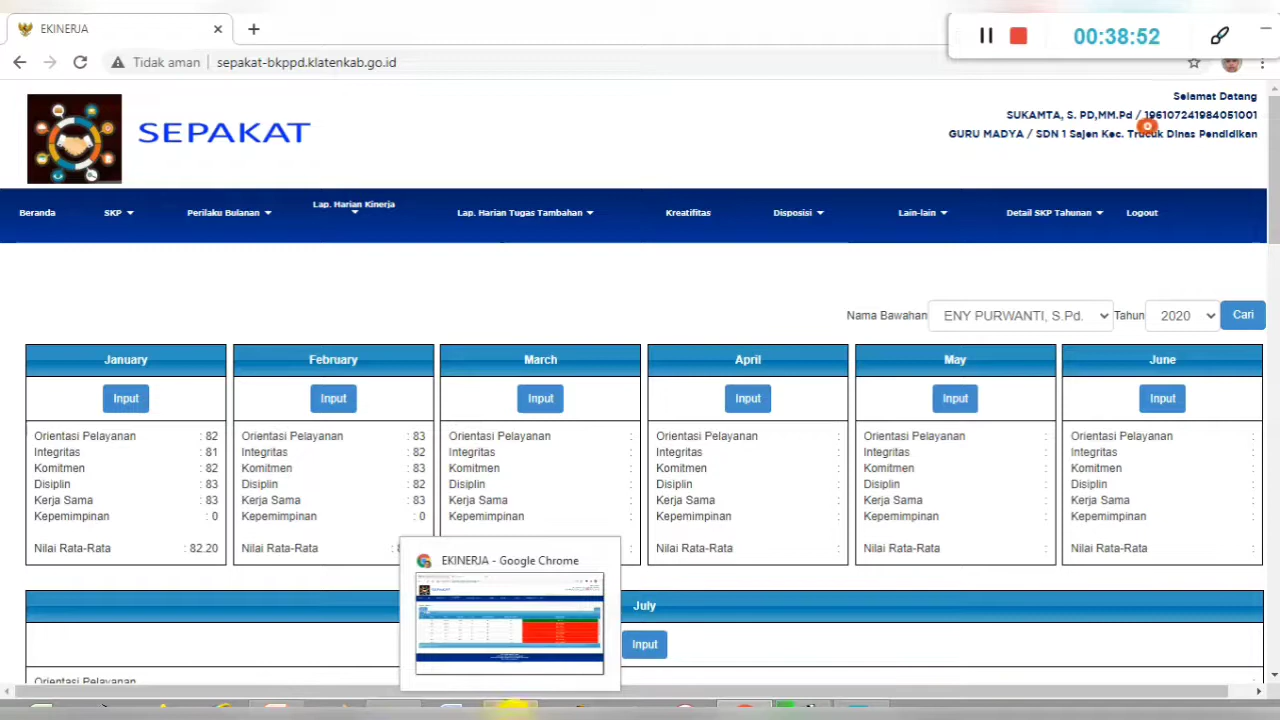 EKINERJA
00:38:52
Tidak aman
sepakat-bkppd.klatenkab.go.id
SEPAKAT
Selamat Datang
SUKAMTA, S. PD,MM.Pd / 196107241984051001
GURU MADYA / SDN 1 Sajen Kec. Trucuk Dinas Pendidikan
Beranda SKP Perilaku Bulanan Lap. Harian Kinerja Lap. Harian Tugas Tambahan Kreatifitas Disposisi Lain-lain Detail SKP Tahunan Logout
Nama Bawahan ENY PURWANTI, S.Pd. Tahun 2020 Cari
January February March April May June
Input Input Input Input Input Input
Orientasi Pelayanan : 82 Orientasi Pelayanan : 83 Orientasi Pelayanan : Orientasi Pelayanan : Orientasi Pelayanan : Orientasi Pelayanan :
Integritas : 81 Integritas : 82 Integritas : Integritas : Integritas : Integritas :
Komitmen : 82 Komitmen : 83 Komitmen : Komitmen : Komitmen : Komitmen :
Disiplin : 83 Disiplin : 82 Disiplin : Disiplin : Disiplin : Disiplin :
Kerja Sama : 83 Kerja Sama : 83 Kerja Sama : Kerja Sama : Kerja Sama : Kerja Sama :
Kepemimpinan : 0 Kepemimpinan : 0 Kepemimpinan : Kepemimpinan : Kepemimpinan : Kepemimpinan :
Nilai Rata-Rata : 82.20 Nilai Rata-Rata : Nilai Rata-Rata : Nilai Rata-Rata : Nilai Rata-Rata :
EKINERJA - Google Chrome
July
Input
Orientasi Pelayanan